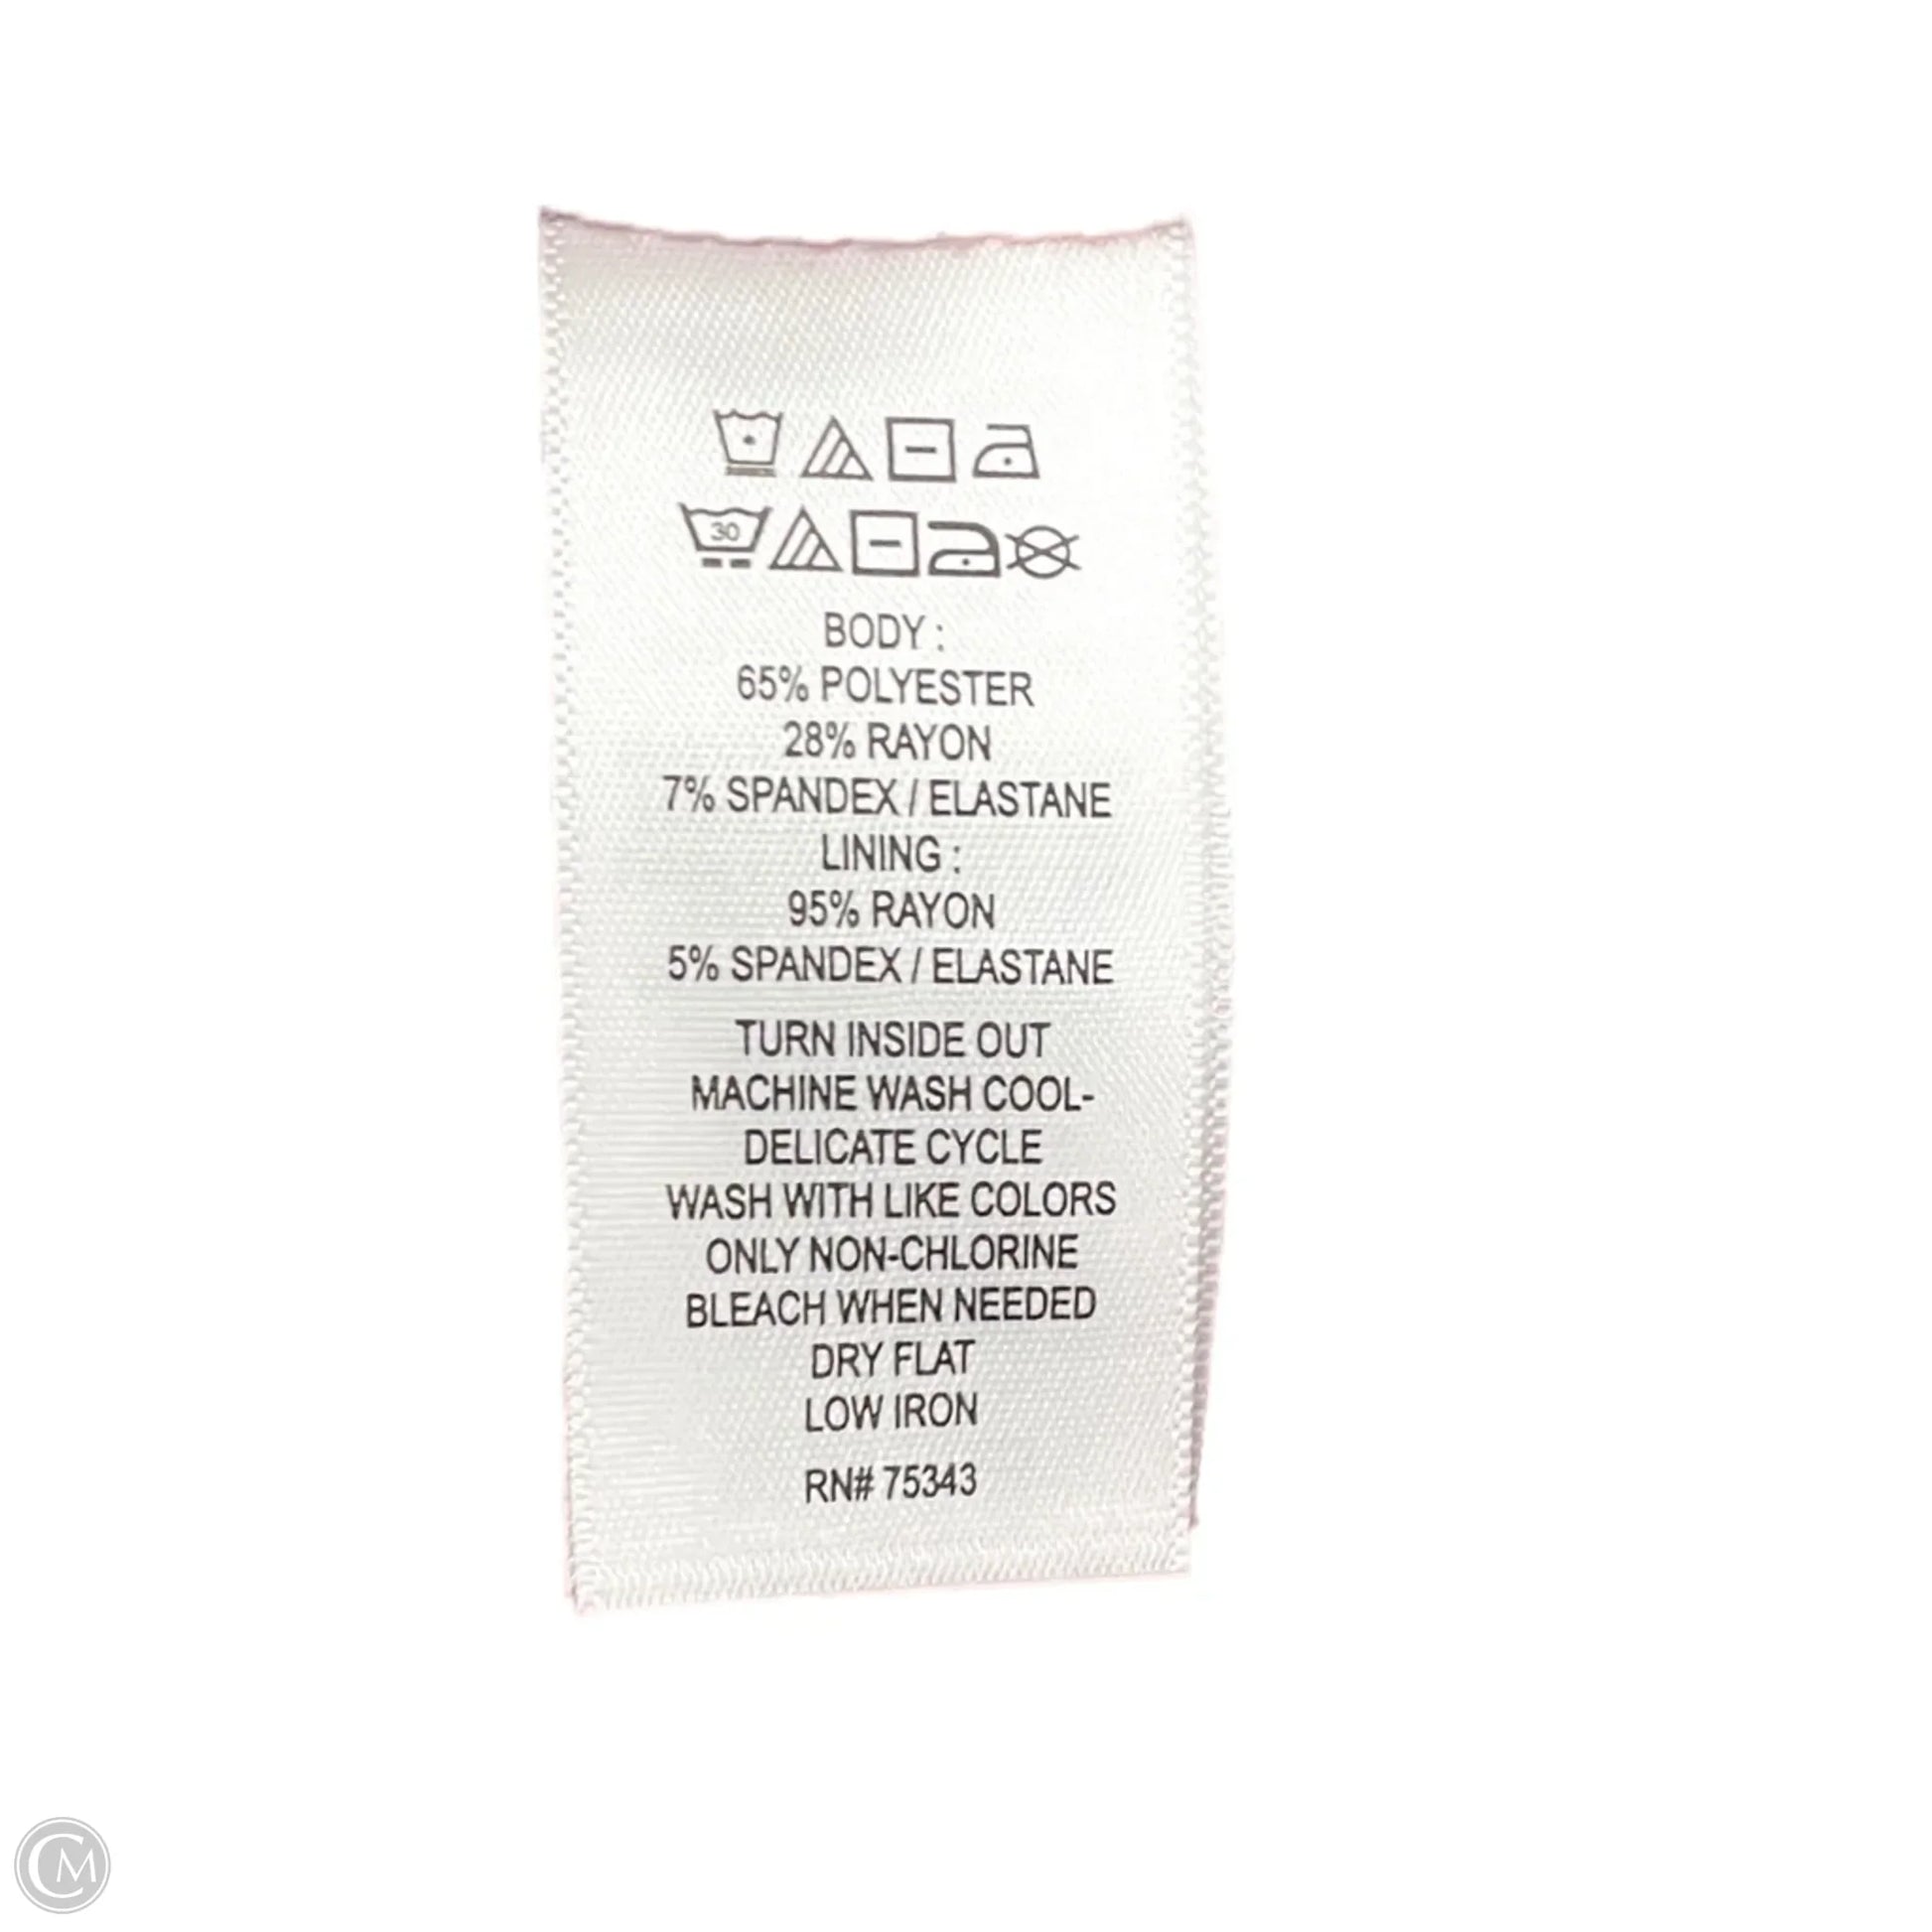 30
BODY :
65% POLYESTER
28% RAYON
7% SPANDEX / ELASTANE
LINING :
95% RAYON
5% SPANDEX / ELASTANE
TURN INSIDE OUT
MACHINE WASH COOL-
DELICATE CYCLE
WASH WITH LIKE COLORS
ONLY NON-CHLORINE
BLEACH WHEN NEEDED
DRY FLAT
LOW IRON
RN# 75343
CM